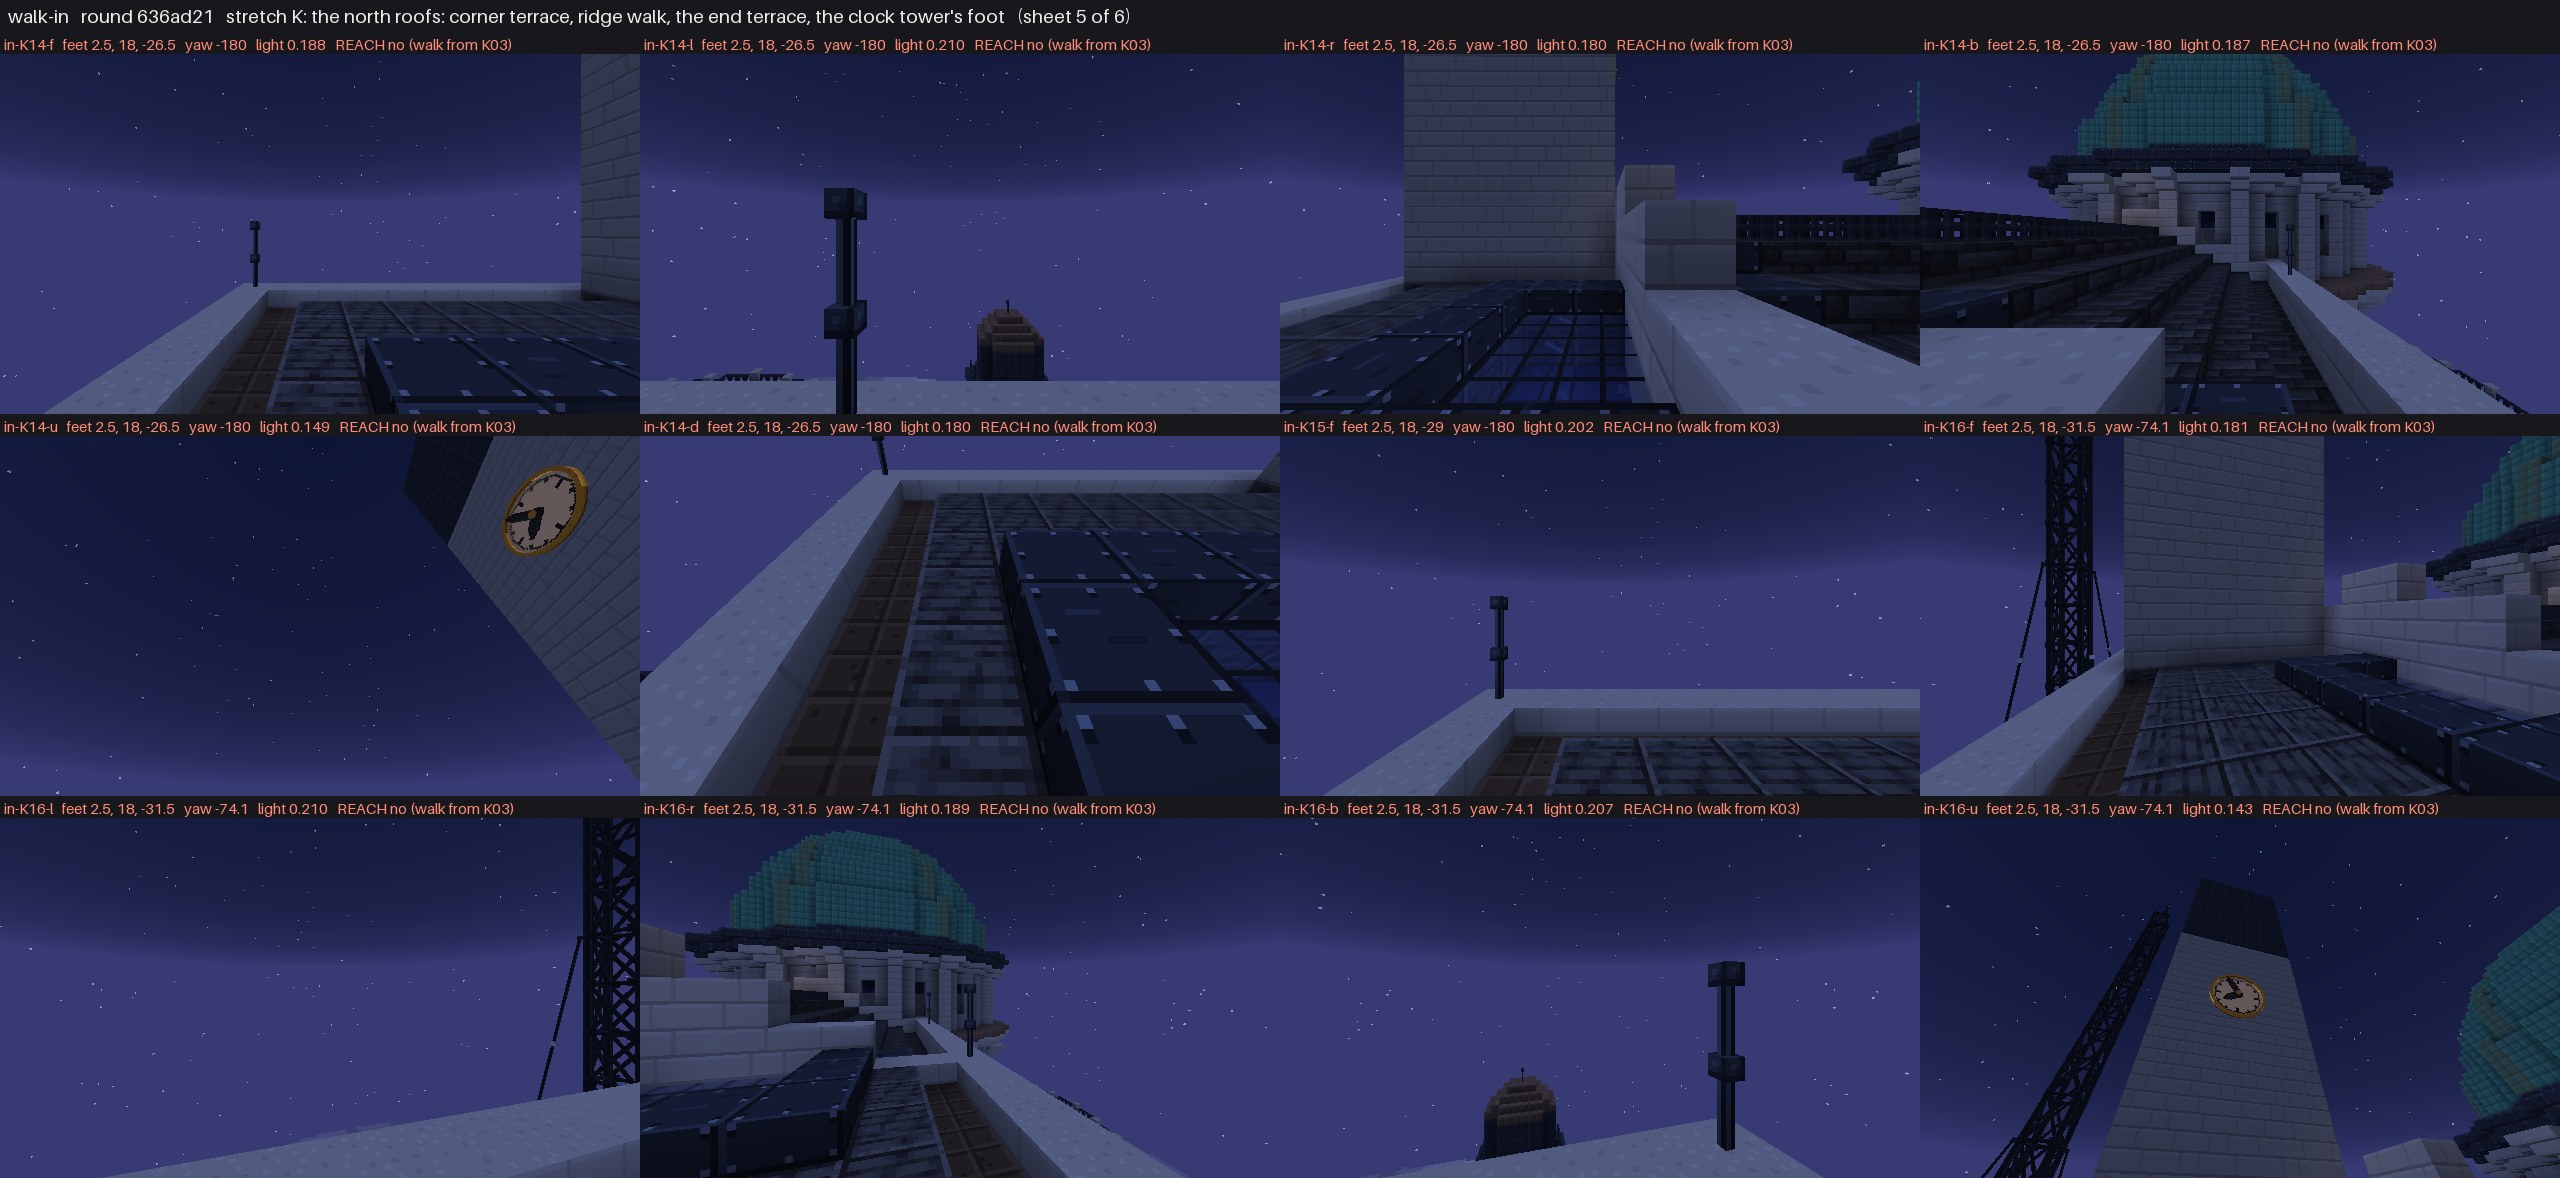 walk-in round 636ad21 stretch K: the north roofs: corner terrace, ridge walk, the end terrace, the clock tower's foot (sheet 5 of 6)
in-K14-f feet 2.5, 18, -26.5 yaw -180 light 0.188 REACH no (walk from K03)
in-K14-l feet 2.5, 18, -26.5 yaw -180 light 0.210 REACH no (walk from K03)
in-K14-r feet 2.5, 18, -26.5 yaw -180 light 0.180 REACH no (walk from K03)
in-K14-b feet 2.5, 18, -26.5 yaw -180 light 0.187 REACH no (walk from K03)
in-K14-u feet 2.5, 18, -26.5 yaw -180 light 0.149 REACH no (walk from K03)
in-K14-d feet 2.5, 18, -26.5 yaw -180 light 0.180 REACH no (walk from K03)
in-K15-f feet 2.5, 18, -29 yaw -180 light 0.202 REACH no (walk from K03)
in-K16-f feet 2.5, 18, -31.5 yaw -74.1 light 0.181 REACH no (walk from K03)
in-K16-l feet 2.5, 18, -31.5 yaw -74.1 light 0.210 REACH no (walk from K03)
in-K16-r feet 2.5, 18, -31.5 yaw -74.1 light 0.189 REACH no (walk from K03)
in-K16-b feet 2.5, 18, -31.5 yaw -74.1 light 0.207 REACH no (walk from K03)
in-K16-u feet 2.5, 18, -31.5 yaw -74.1 light 0.143 REACH no (walk from K03)